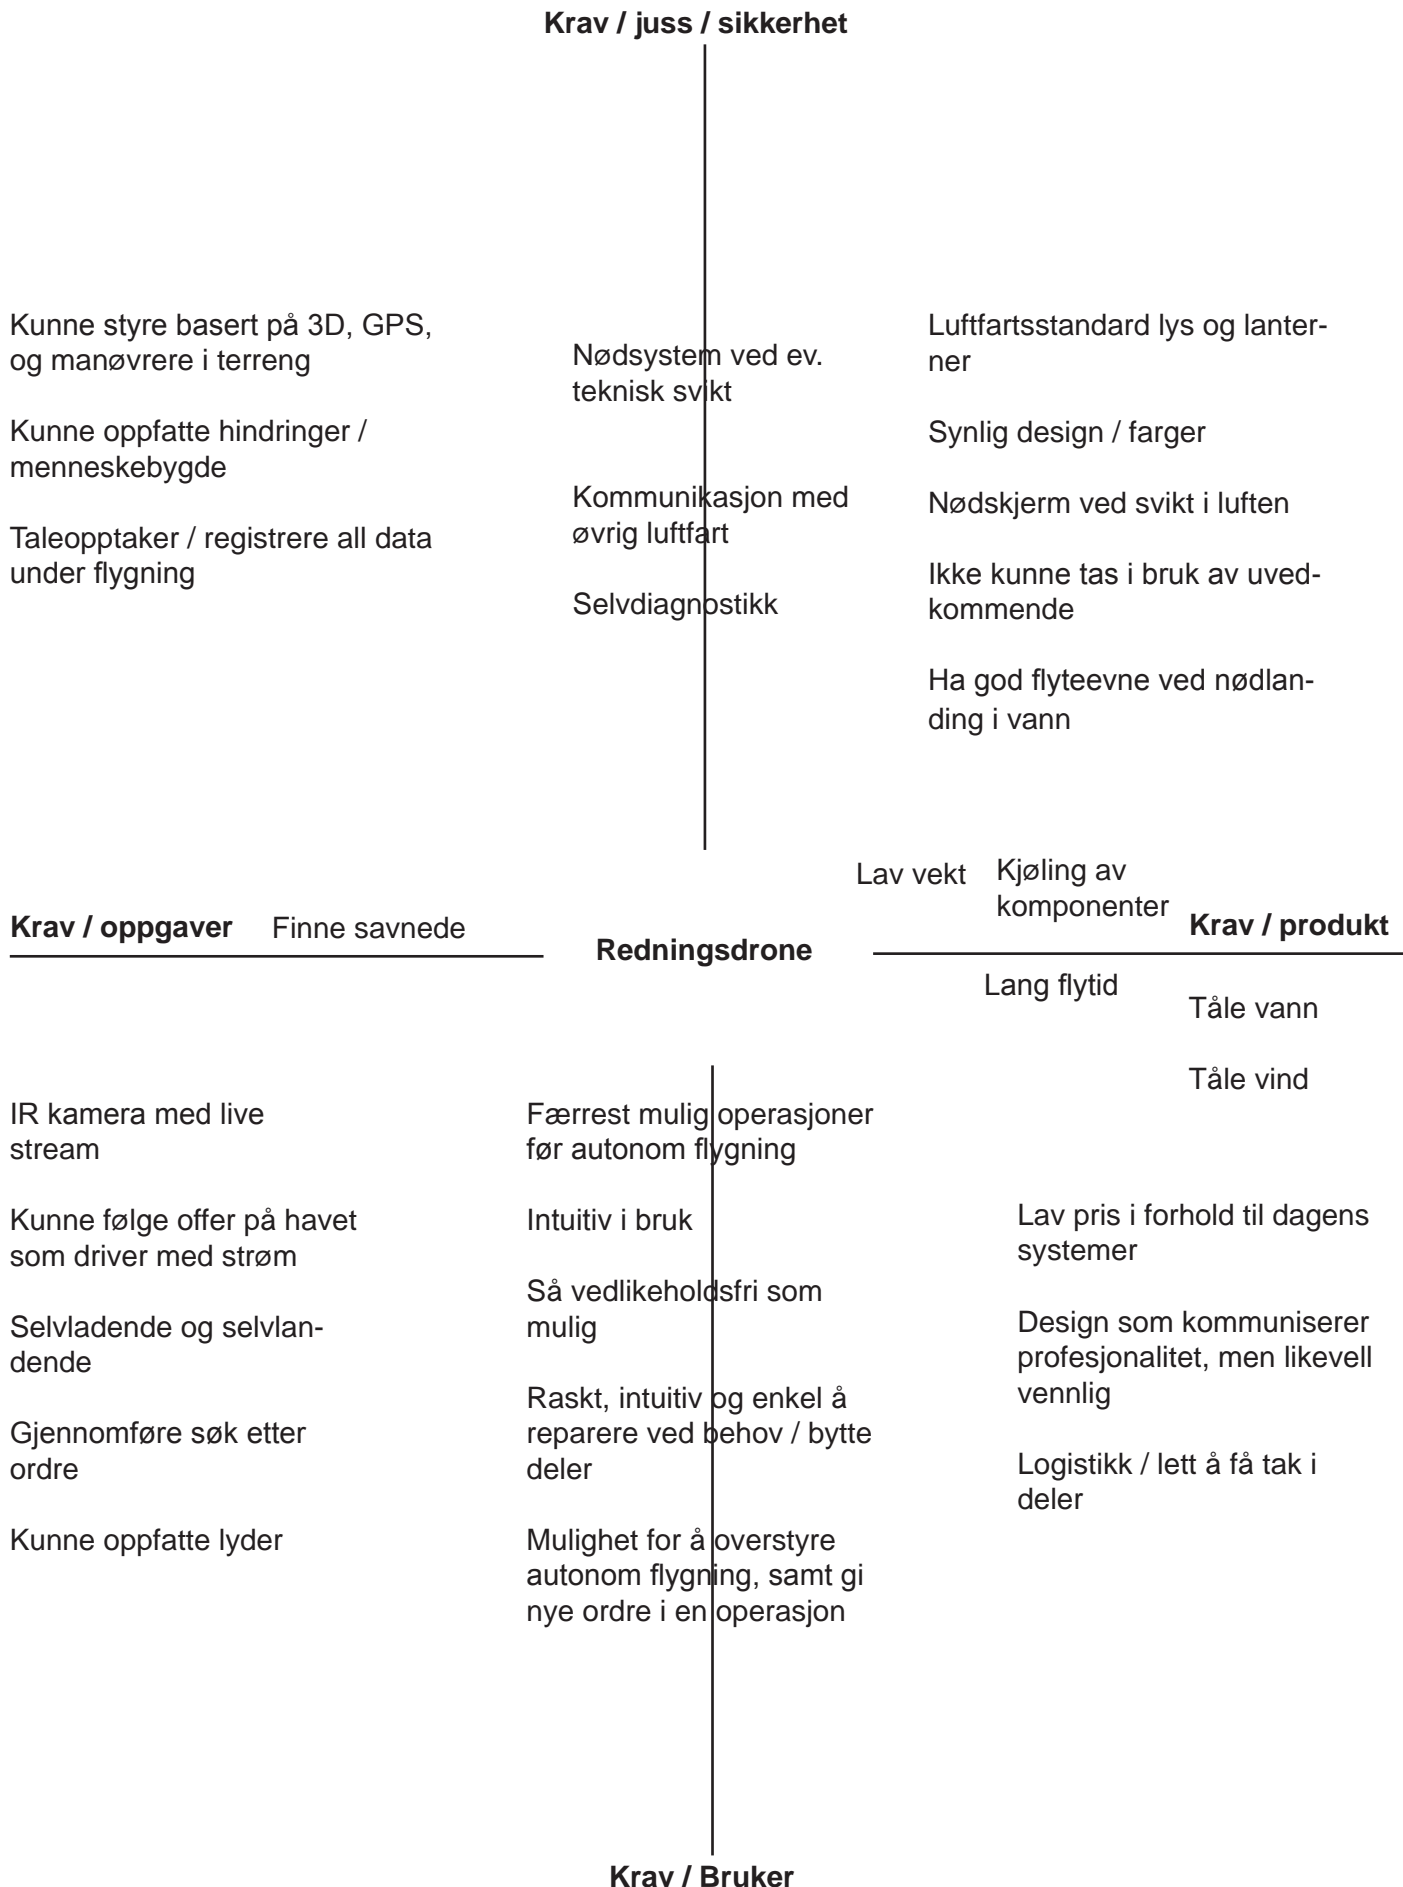 Krav / juss / sikkerhet
Kunne styre basert på 3D, GPS,
og manøvrere i terreng
Kunne oppfatte hindringer /
menneskebygde
Taleopptaker / registrere all data
under flygning
Nødsystem ved ev.
teknisk svikt
Kommunikasjon med
øvrig luftfart
Selvdiagnostikk
Luftfartsstandard lys og lanter-
ner
Synlig design / farger
Nødskjerm ved svikt i luften
Ikke kunne tas i bruk av uved-
kommende
Ha god flyteevne ved nødlan-
ding i vann
Krav / oppgaver
Finne savnede
Redningsdrone
Lav vekt
Kjøling av
komponenter
Krav / produkt
Lang flytid
Tåle vann
Tåle vind
IR kamera med live
stream
Kunne følge offer på havet
som driver med strøm
Selvladende og selvlan-
dende
Gjennomføre søk etter
ordre
Kunne oppfatte lyder
Færrest mulig operasjoner
før autonom flygning
Intuitiv i bruk
Så vedlikeholdsfri som
mulig
Raskt, intuitiv og enkel å
reparere ved behov / bytte
deler
Mulighet for å overstyre
autonom flygning, samt gi
nye ordre i en operasjon
Lav pris i forhold til dagens
systemer
Design som kommuniserer
profesjonalitet, men likevell
vennlig
Logistikk / lett å få tak i
deler
Krav / Bruker